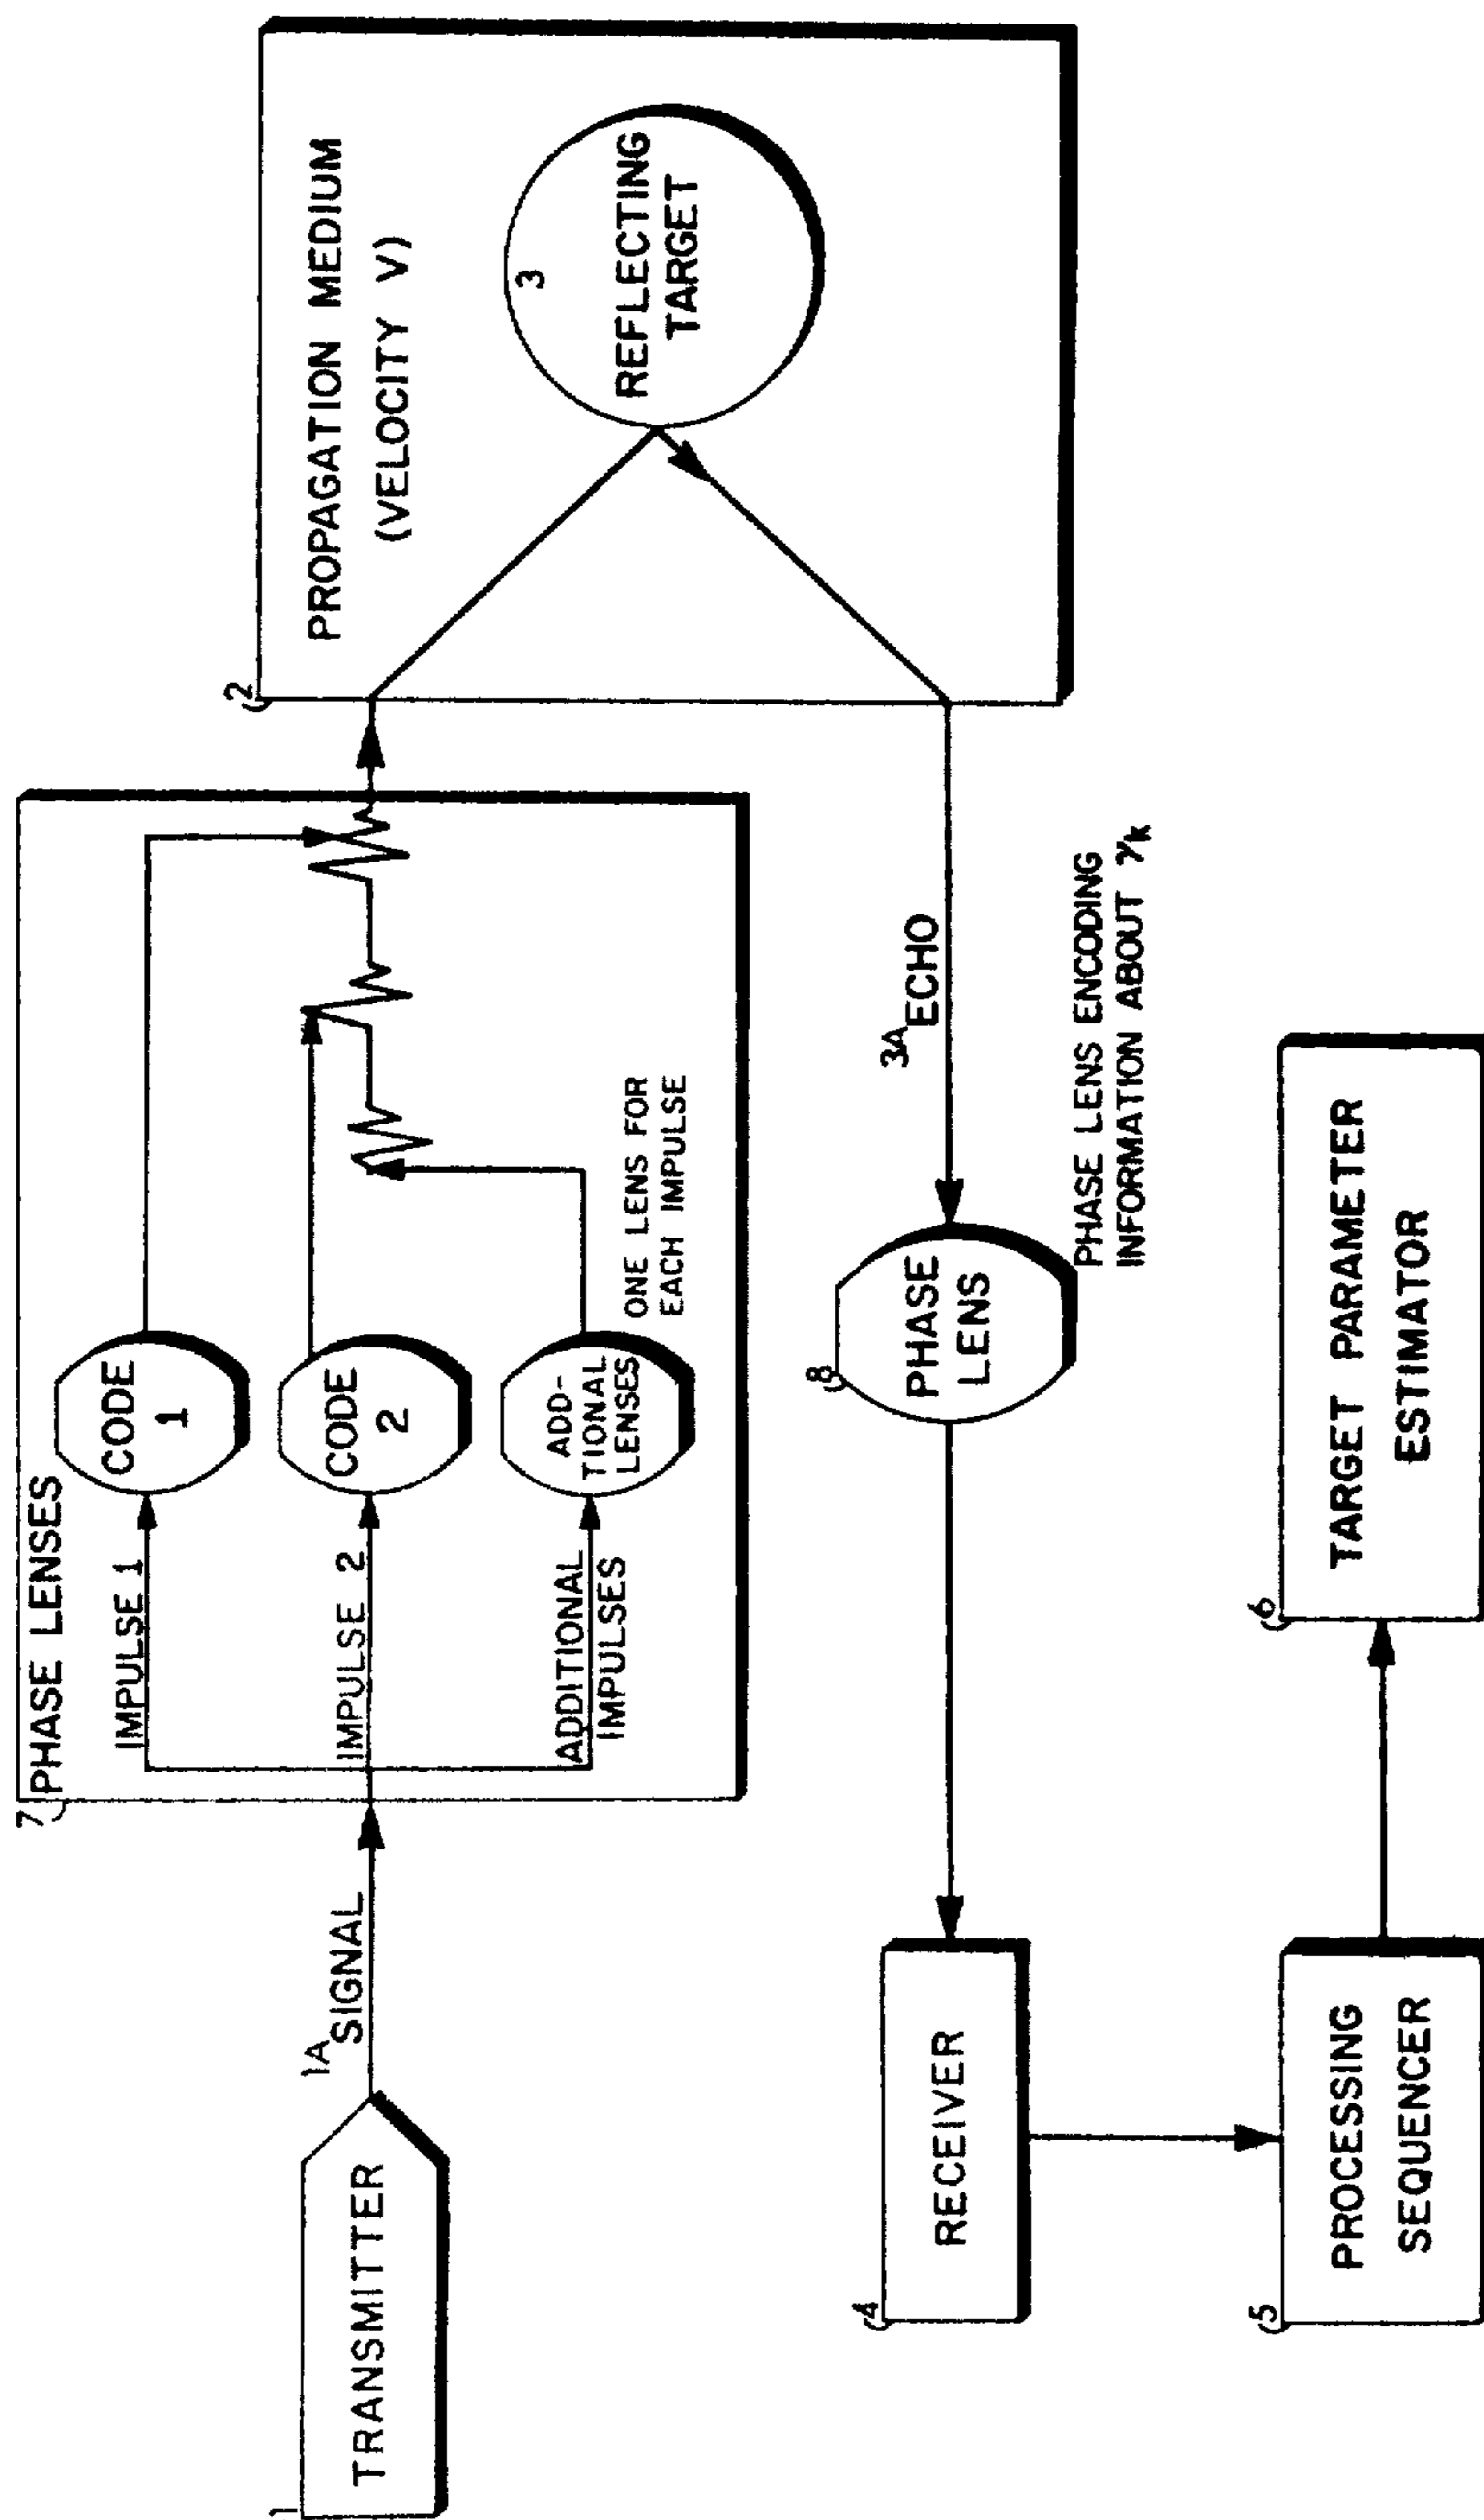 7
PHASE LENSES
IMPULSE 1
CODE
1
IMPULSE 2
CODE
2
ADDITIONAL
IMPULSES
ADD-
TIONAL
LENSES
ONE LENS FOR
EACH IMPULSE
1
TRANSMITTER
1A
SIGNAL
2
PROPAGATION MEDIUM
(VELOCITY V)
3
REFLECTING
TARGET
3A
ECHO
8
PHASE
LENS
PHASE LENS ENCODING
INFORMATION ABOUT γk
4
RECEIVER
5
PROCESSING
SEQUENCER
6
TARGET PARAMETER
ESTIMATOR